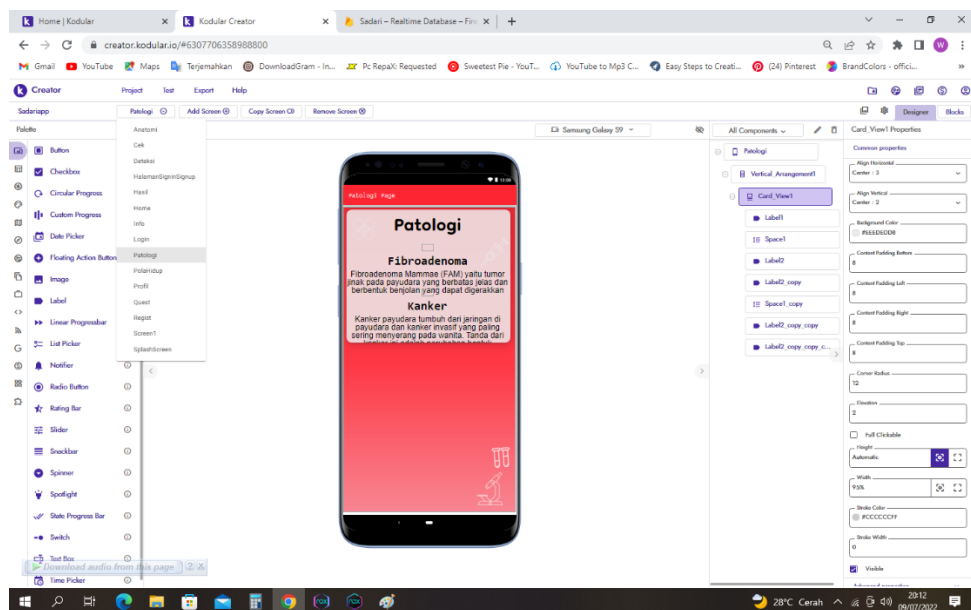 Home | Kodular
Kodular Creator
Sadari – Realtime Database – Fire
creator.kodular.io/#6307706358988800
W
Gmail
YouTube
Maps
Terjemahkan
DownloadGram - In...
Pc RepaX: Requested
Sweetest Pie - YouT...
YouTube to Mp3 C...
Easy Steps to Creati...
(24) Pinterest
BrandColors - offici...
Creator
Project
Test
Export
Help
Sadariapp
Patologi
Add Screen
Copy Screen
Remove Screen
Designer
Blocks
Palette
Button
Checkbox
Circular Progress
Custom Progress
Date Picker
Floating Action Button
Image
Label
Linear Progressbar
List Picker
Notifier
Radio Button
Rating Bar
Slider
Snackbar
Spinner
Spotlight
State Progress Bar
Switch
Text Box
Time Picker
Download audio from this page
Anatomi
Cek
Deteksi
HalamanSigninSignup
Hasil
Home
Info
Login
Patologi
PolaHidup
Profil
Quest
Regist
Screen1
SplashScreen
Samsung Galaxy S9
Patologi Page
Patologi
Fibroadenoma
Fibroadenoma Mammae (FAM) yaitu tumor
jinak pada payudara yang berbatas jelas dan
berbentuk benjolan yang dapat digerakkan
Kanker
Kanker payudara tumbuh dari jaringan di
payudara dan kanker invasif yang paling
sering menyerang pada wanita. Tanda dari
All Components
Patologi
Vertical_Arrangement1
Card_View1
Label1
Space1
Label2
Label2_copy
Space1_copy
Label2_copy_copy
Label2_copy_copy_c...
Card_View1 Properties
Common properties
Align Horizontal
Center : 3
Align Vertical
Center : 2
Background Color
#EEEDEDD8
Content Padding Bottom
8
Content Padding Left
8
Content Padding Right
8
Content Padding Top
8
Corner Radius
12
Elevation
2
Full Clickable
Height
Automatic
Width
95%
Stroke Color
#CCCCCCFF
Stroke Width
0
Visible
Advanced properties
28°C Cerah
20:12
09/07/2022